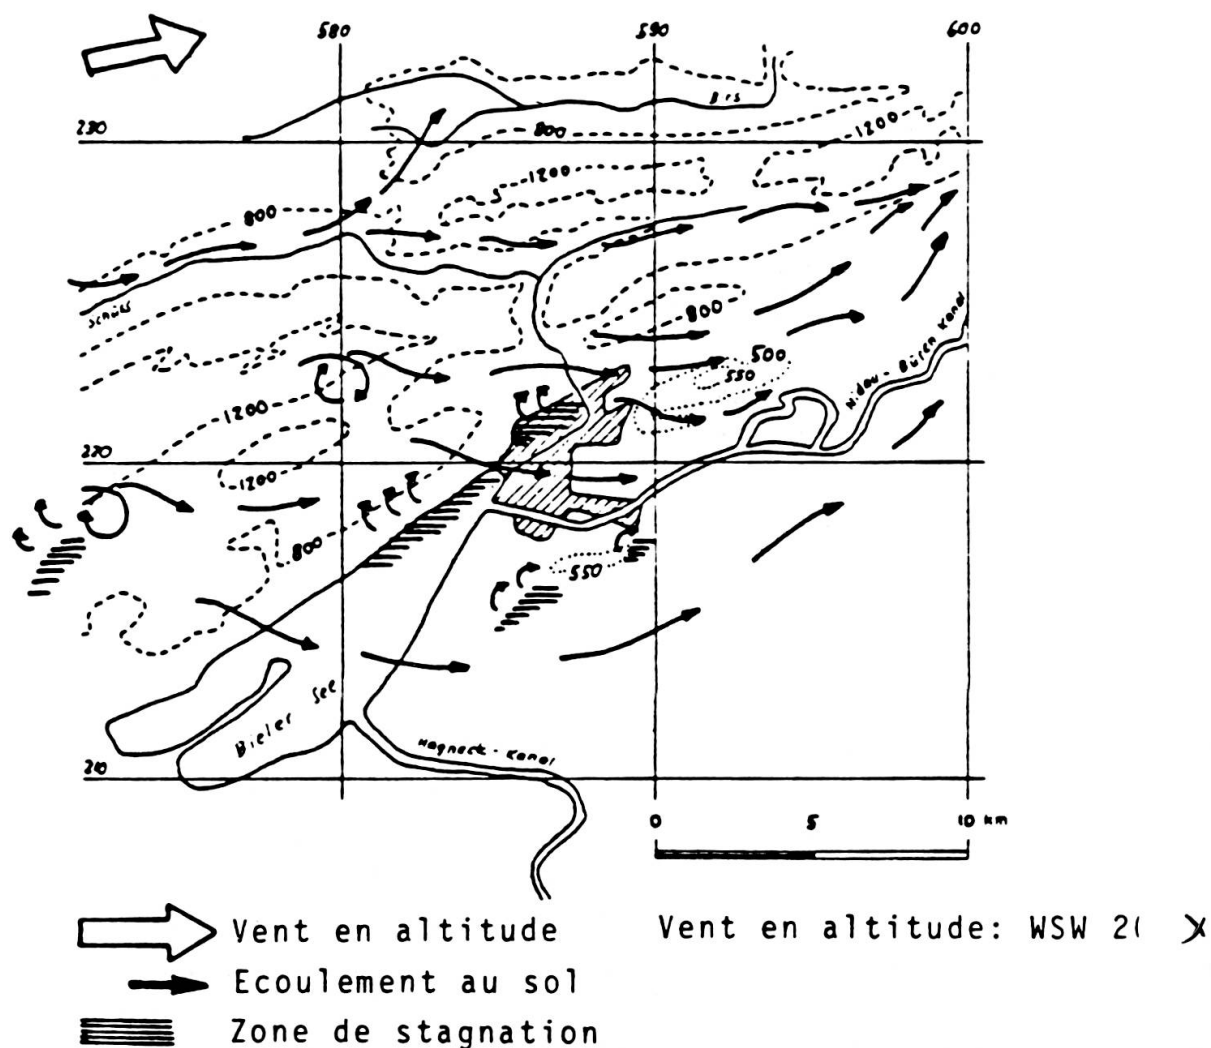 580 590 600
Birs
230
800
1200
1200
800
Schüss
800
500
550
1200
Nidau-Büren Kanal
220
1200
800
550
Bieler See
Hagneck-Kanal
210
0 5 10 km
Vent en altitude
Vent en altitude: WSW
Ecoulement au sol
Zone de stagnation